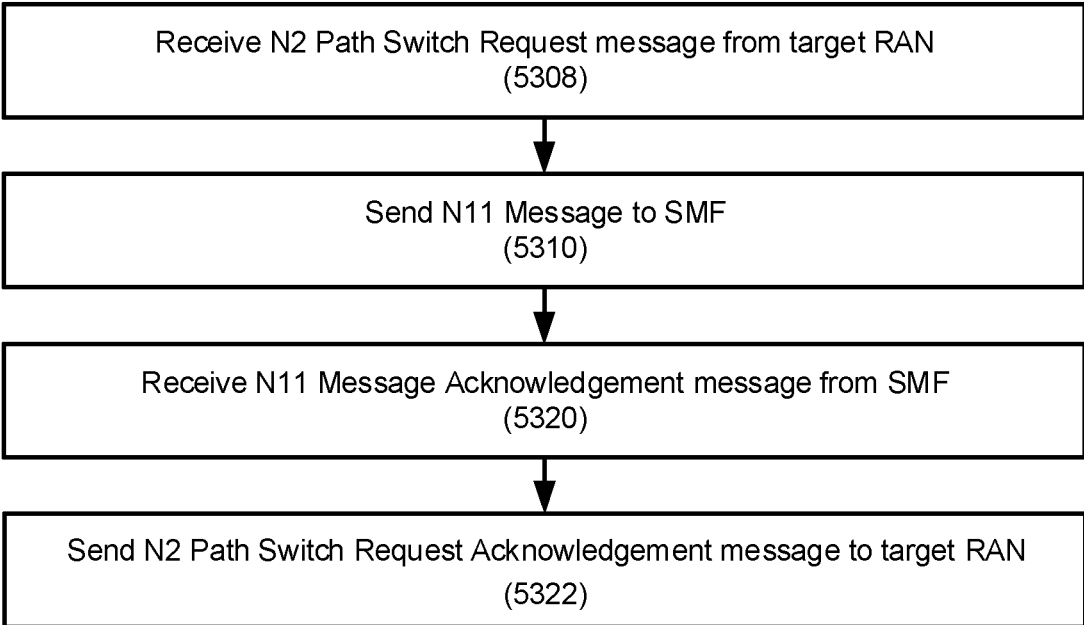 Receive N2 Path Switch Request message from target RAN
(5308)
Send N11 Message to SMF
(5310)
Receive N11 Message Acknowledgement message from SMF
(5320)
Send N2 Path Switch Request Acknowledgement message to target RAN
(5322)